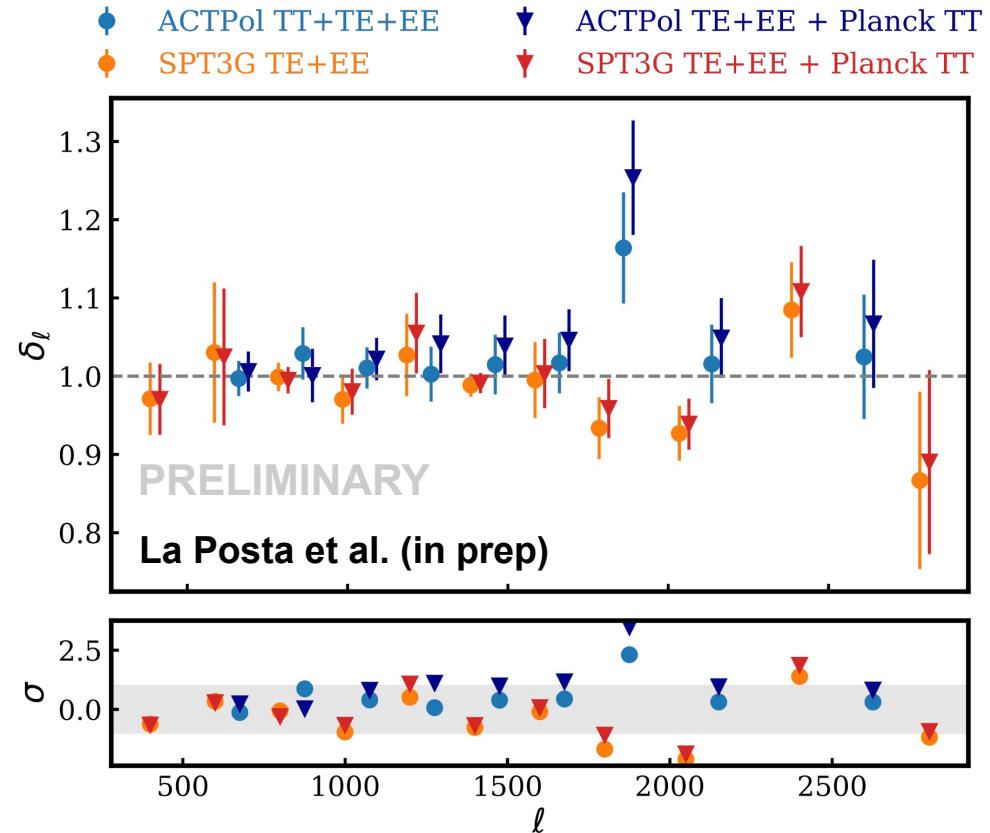 ACTPol TT+TE+EE
ACTPol TE+EE + Planck TT
SPT3G TE+EE
SPT3G TE+EE + Planck TT
1.3
1.2
1.1
1.0
0.9
0.8
δℓ
PRELIMINARY
La Posta et al. (in prep)
2.5
0.0
σ
500
1000
1500
2000
2500
ℓ